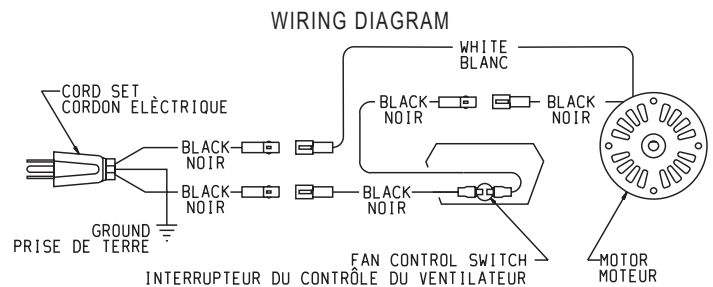 WIRING DIAGRAM
WHITE
BLANC
CORD SET
CORDON ELÈCTRIQUE
BLACK
NOIR
BLACK
NOIR
BLACK
NOIR
BLACK
NOIR
BLACK
NOIR
GROUND
PRISE DE TERRE
FAN CONTROL SWITCH
INTERRUPTEUR DU CONTRÔLE DU VENTILATEUR
MOTOR
MOTEUR